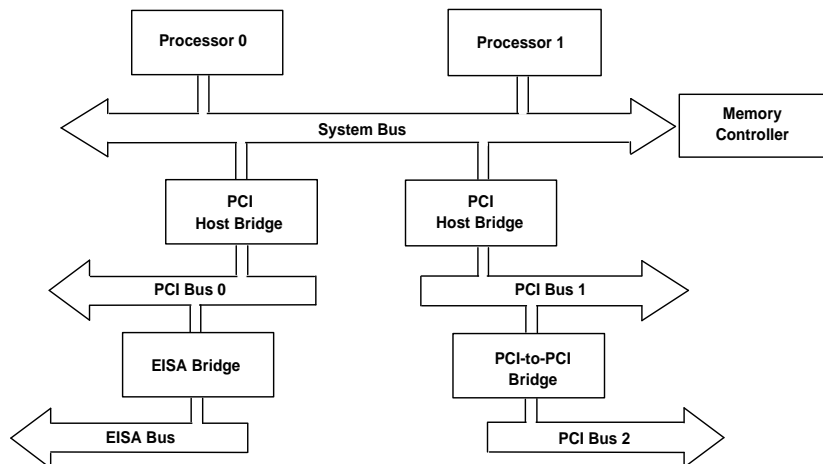 Processor 0
Processor 1
System Bus
Memory
Controller
PCI
Host Bridge
PCI
Host Bridge
PCI Bus 0
PCI Bus 1
EISA Bridge
PCI-to-PCI
Bridge
EISA Bus
PCI Bus 2